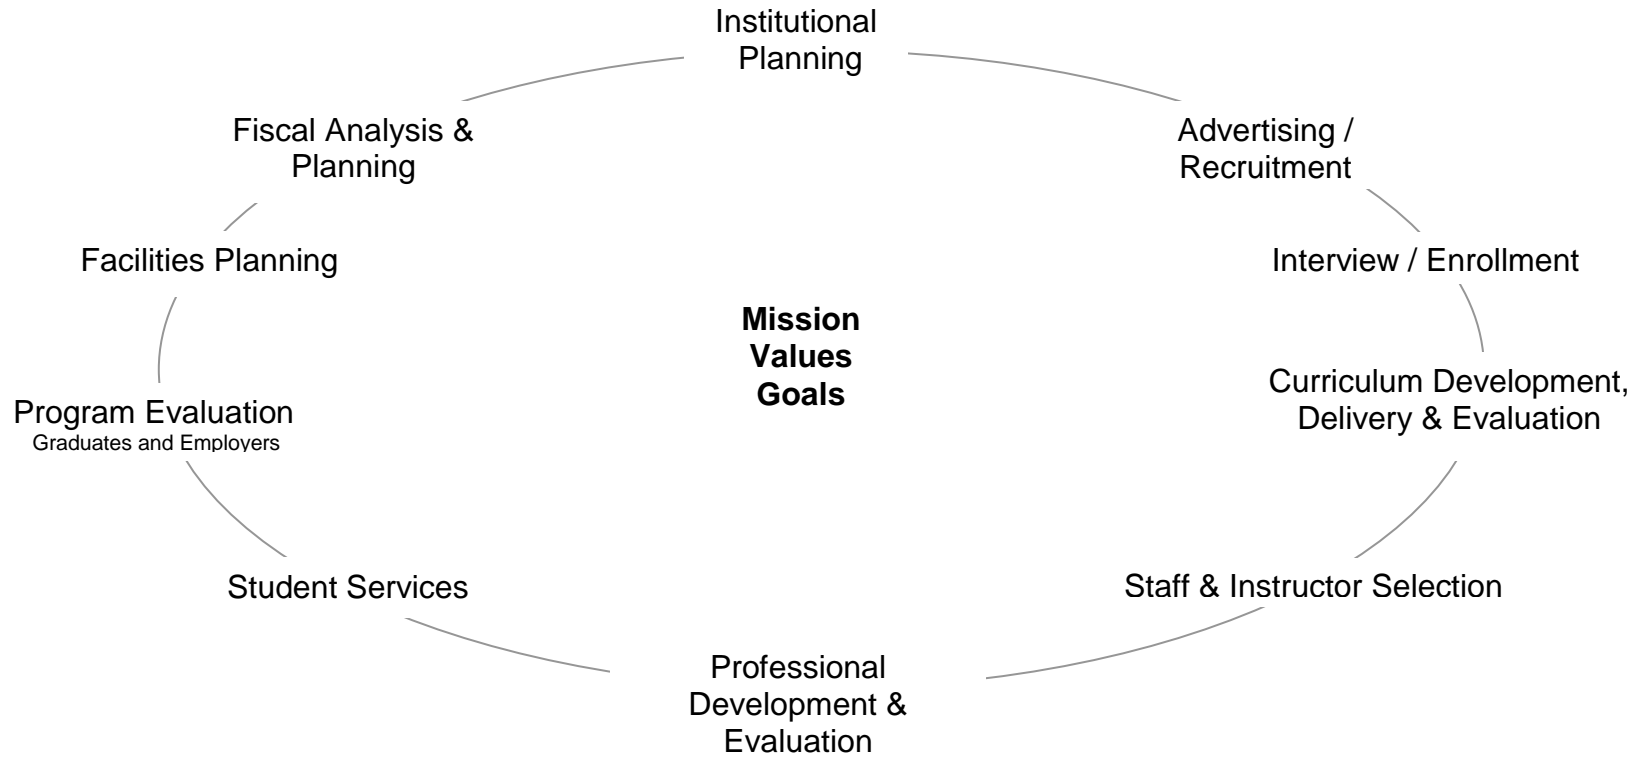 Institutional
Planning
Fiscal Analysis &
Planning
Advertising /
Recruitment
Facilities Planning
Interview / Enrollment
Mission
Values
Goals
Program Evaluation
Graduates and Employers
Curriculum Development,
Delivery & Evaluation
Student Services
Staff & Instructor Selection
Professional
Development &
Evaluation